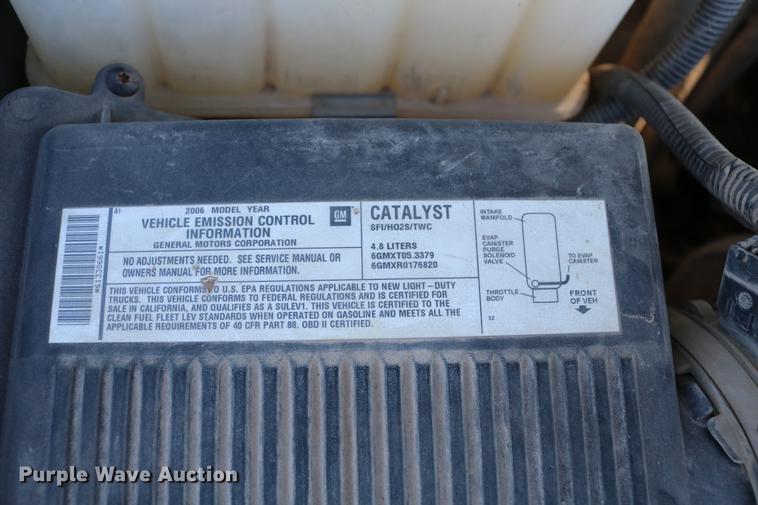 A1
2006 MODEL YEAR
VEHICLE EMISSION CONTROL
INFORMATION
GENERAL MOTORS CORPORATION
GM
NO ADJUSTMENTS NEEDED. SEE SERVICE MANUAL OR
OWNERS MANUAL FOR MORE INFORMATION.
CATALYST
SFI/HO2S/TWC
4.8 LITERS
6GMXT05.3379
6GMXR0176820
THIS VEHICLE CONFORMS TO U.S. EPA REGULATIONS APPLICABLE TO NEW LIGHT-DUTY
TRUCKS. THIS VEHICLE CONFORMS TO FEDERAL REGULATIONS AND IS CERTIFIED FOR
SALE IN CALIFORNIA, AND QUALIFIES AS SULEV1. THIS VEHICLE IS CERTIFIED TO THE
CLEAN FUEL FLEET LEV STANDARDS WHEN OPERATED ON GASOLINE AND MEETS ALL THE
APPLICABLE REQUIREMENTS OF 40 CFR PART 88. OBD II CERTIFIED.
INTAKE
MANIFOLD
EVAP
CANISTER
PURGE
SOLENOID
VALVE
TO EVAP
CANISTER
THROTTLE
BODY
FRONT
OF VEH
32
*61338661*
Purple Wave Auction